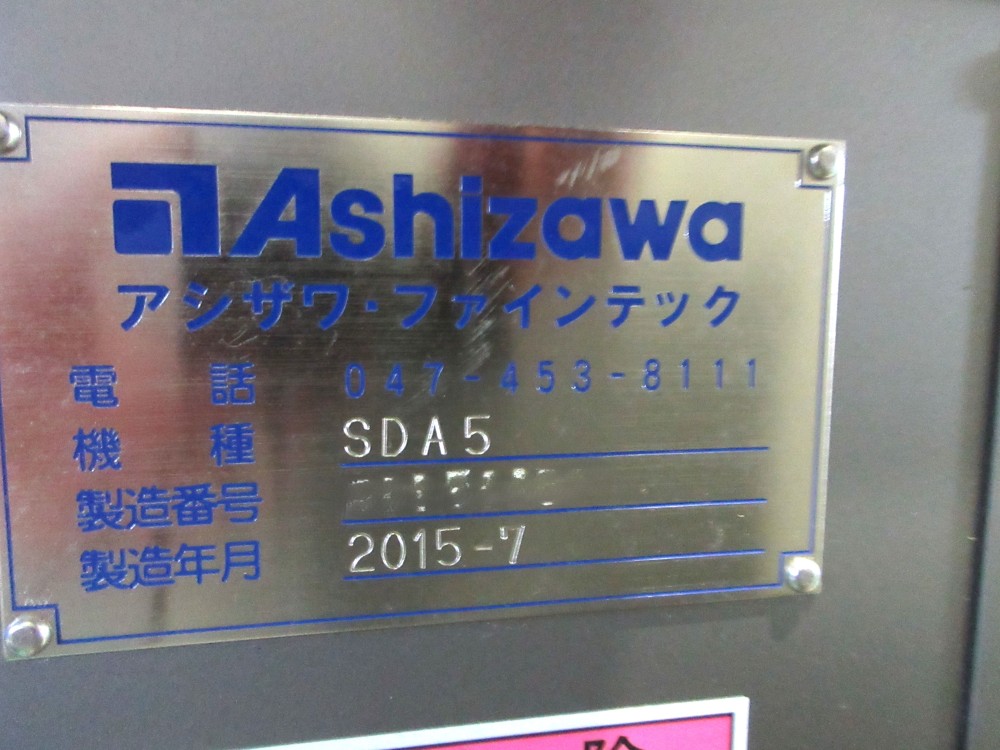 Ashizawa
アシザワ・ファインテック
電話 047-453-8111
機種 SDA5
製造番号
製造年月 2015-7